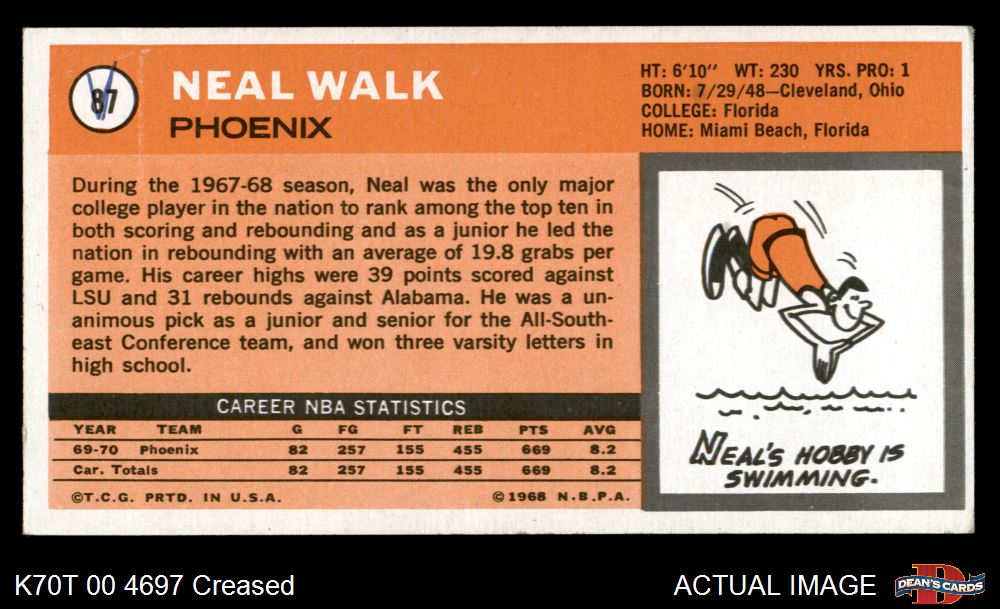 87
NEAL WALK
PHOENIX
HT: 6'10" WT: 230 YRS. PRO: 1
BORN: 7/29/48—Cleveland, Ohio
COLLEGE: Florida
HOME: Miami Beach, Florida
During the 1967-68 season, Neal was the only major
college player in the nation to rank among the top ten in
both scoring and rebounding and as a junior he led the
nation in rebounding with an average of 19.8 grabs per
game. His career highs were 39 points scored against
LSU and 31 rebounds against Alabama. He was a un-
animous pick as a junior and senior for the All-South-
east Conference team, and won three varsity letters in
high school.
CAREER NBA STATISTICS
YEAR TEAM G FG FT REB PTS AVG
69-70 Phoenix 82 257 155 455 669 8.2
Car. Totals 82 257 155 455 669 8.2
©T.C.G. PRTD. IN U.S.A. ©1968 N.B.P.A.
NEAL'S HOBBY IS
SWIMMING.
K70T 00 4697 Creased
ACTUAL IMAGE
D
DEAN'S CARDS